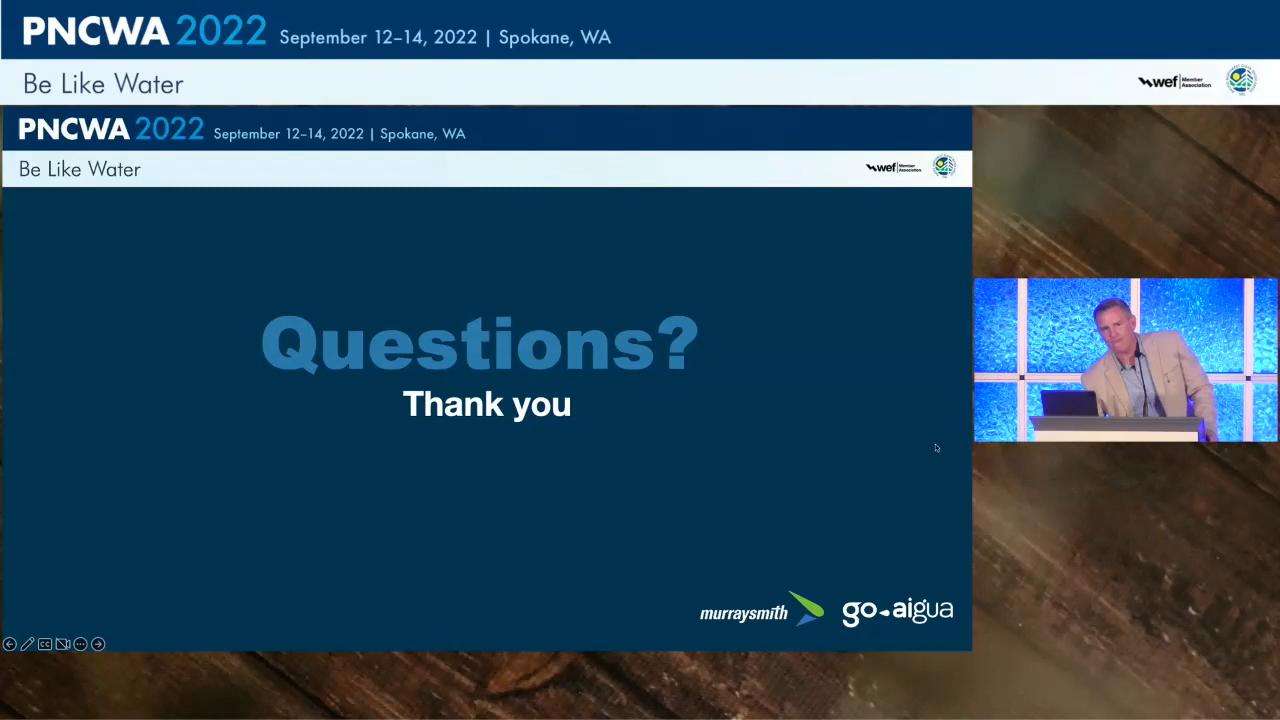 PNCWA 2022 September 12–14, 2022 | Spokane, WA
Be Like Water
wef Member Association
PNCWA 2022 September 12–14, 2022 | Spokane, WA
Be Like Water
wef Member Association
Questions?
Thank you
murraysmith
go•aigua
CC